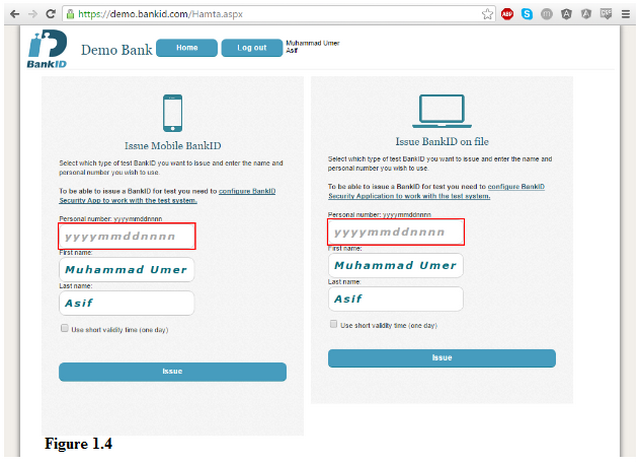 https://demo.bankid.com/Hamta.aspx
ABP
BankID
Demo Bank
Home
Log out
Muhammad Umer
Asif
Issue Mobile BankID
Select which type of test BankID you want to issue and enter the name and
personal number you wish to use.
To be able to issue a BankID for test you need to configure BankID
Security App to work with the test system.
Personal number: yyyymmddnnnn
yyyymmddnnnn
First name:
Muhammad Umer
Last name:
Asif
Use short validity time (one day)
Issue
Issue BankID on file
Select which type of test BankID you want to issue and enter the name and
personal number you wish to use.
To be able to issue a BankID for test you need to configure BankID
Security Application to work with the test system.
Personal number: yyyymmddnnnn
yyyymmddnnnn
First name:
Muhammad Umer
Last name:
Asif
Use short validity time (one day)
Issue
Figure 1.4